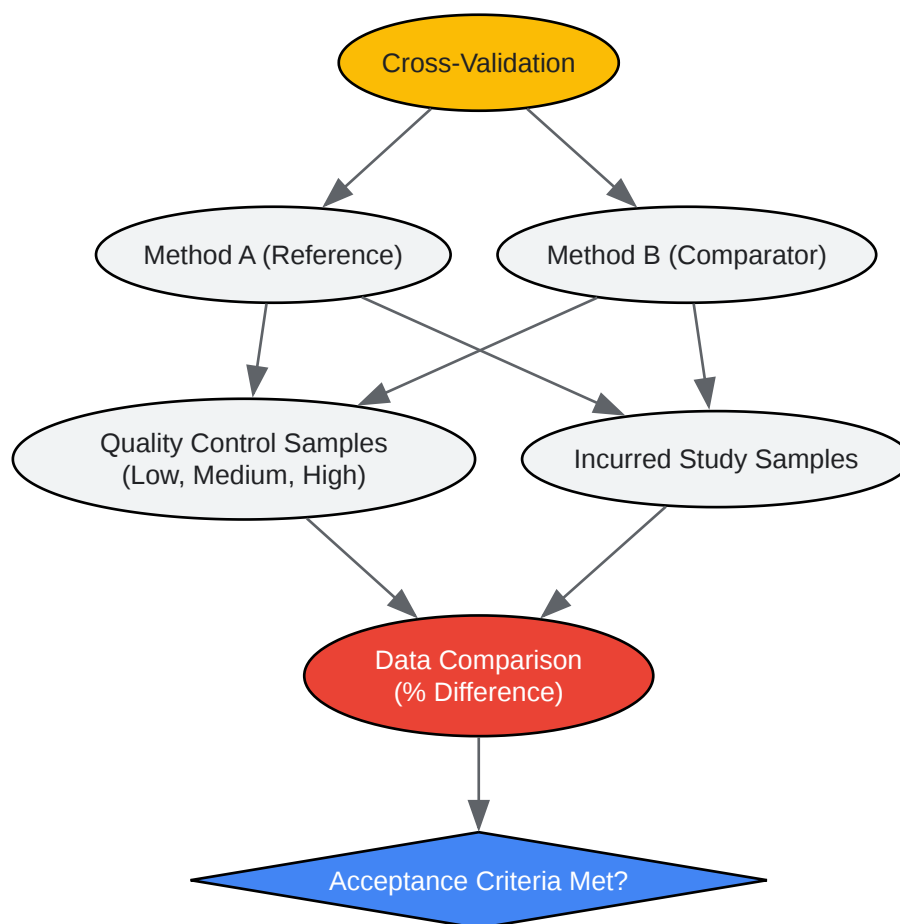 Cross-Validation
Method A (Reference)
Method B (Comparator)
Quality Control Samples
(Low, Medium, High)
Incurred Study Samples
Data Comparison
(% Difference)
Acceptance Criteria Met?